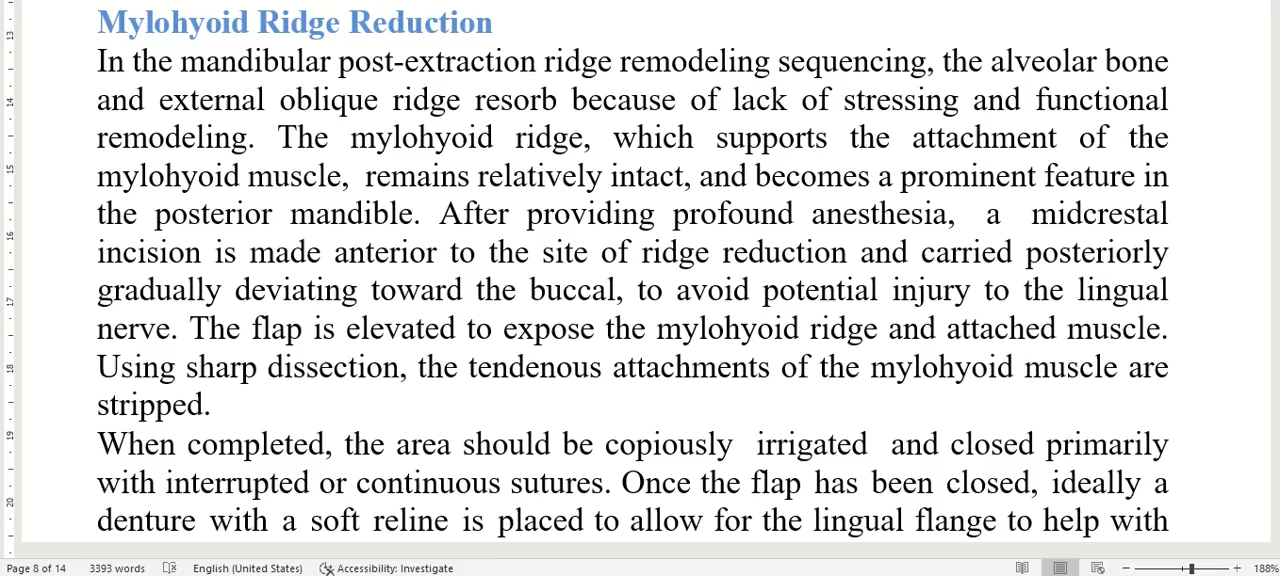 Mylohyoid Ridge Reduction
In the mandibular post-extraction ridge remodeling sequencing, the alveolar bone
and external oblique ridge resorb because of lack of stressing and functional
remodeling. The mylohyoid ridge, which supports the attachment of the
mylohyoid muscle,  remains relatively intact, and becomes a prominent feature in
the posterior mandible. After providing profound anesthesia,  a  midcrestal
incision is made anterior to the site of ridge reduction and carried posteriorly
gradually deviating toward the buccal, to avoid potential injury to the lingual
nerve. The flap is elevated to expose the mylohyoid ridge and attached muscle.
Using sharp dissection, the tendenous attachments of the mylohyoid muscle are
stripped.
When completed, the area should be copiously  irrigated  and closed primarily
with interrupted or continuous sutures. Once the flap has been closed, ideally a
denture with a soft reline is placed to allow for the lingual flange to help with
13
14
15
16
17
18
19
20
Page 8 of 14 3393 words English (United States) Accessibility: Investigate 188%